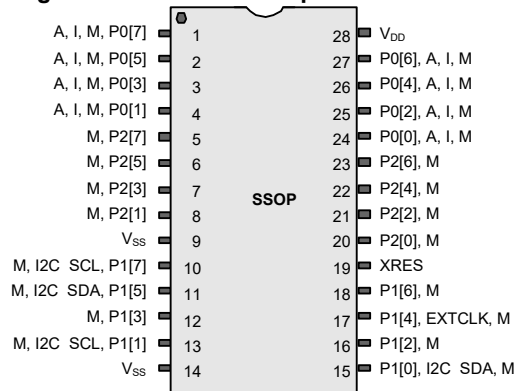 A, I, M, P0[7] 1 28 VDD
A, I, M, P0[5] 2 27 P0[6], A, I, M
A, I, M, P0[3] 3 26 P0[4], A, I, M
A, I, M, P0[1] 4 25 P0[2], A, I, M
M, P2[7] 5 24 P0[0], A, I, M
M, P2[5] 6 23 P2[6], M
M, P2[3] 7 22 P2[4], M
SSOP
M, P2[1] 8 21 P2[2], M
VSS 9 20 P2[0], M
M, I2C SCL, P1[7] 10 19 XRES
M, I2C SDA, P1[5] 11 18 P1[6], M
M, P1[3] 12 17 P1[4], EXTCLK, M
M, I2C SCL, P1[1] 13 16 P1[2], M
VSS 14 15 P1[0], I2C SDA, M